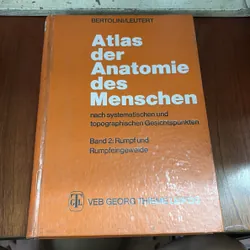 BERTOLINI/LEUTERT
Atlas
der
Anatomie des
Menschen
nach systematischen und
topographischen Gesichtspunkten
Band 2: Rumpf und
Rumpfeingeweide
VEB GEORG THIEME